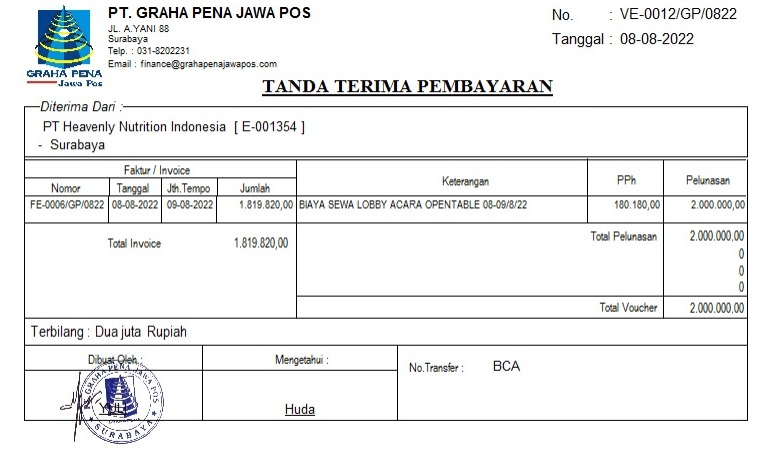 PT. GRAHA PENA JAWA POS
JL. A.YANI 88
Surabaya
Telp. : 031-8202231
Email : finance@grahapenajawapos.com
GRAHA PENA
Jawa Pos
No. : VE-0012/GP/0822
Tanggal : 08-08-2022
TANDA TERIMA PEMBAYARAN
Diterima Dari :
PT Heavenly Nutrition Indonesia [ E-001354 ]
- Surabaya
Faktur / Invoice Keterangan PPh Pelunasan
Nomor Tanggal Jth.Tempo Jumlah
FE-0006/GP/0822 08-08-2022 09-08-2022 1.819.820,00 BIAYA SEWA LOBBY ACARA OPENTABLE 08-09/8/22 180.180,00 2.000.000,00
Total Invoice 1.819.820,00 Total Pelunasan 2.000.000,00
0
0
0
Total Voucher 2.000.000,00
Terbilang : Dua juta Rupiah
Dibuat Oleh : Mengetahui : No.Transfer : BCA
PT GRAHA PENA JAWA POS
YULI
SURABAYA
Huda